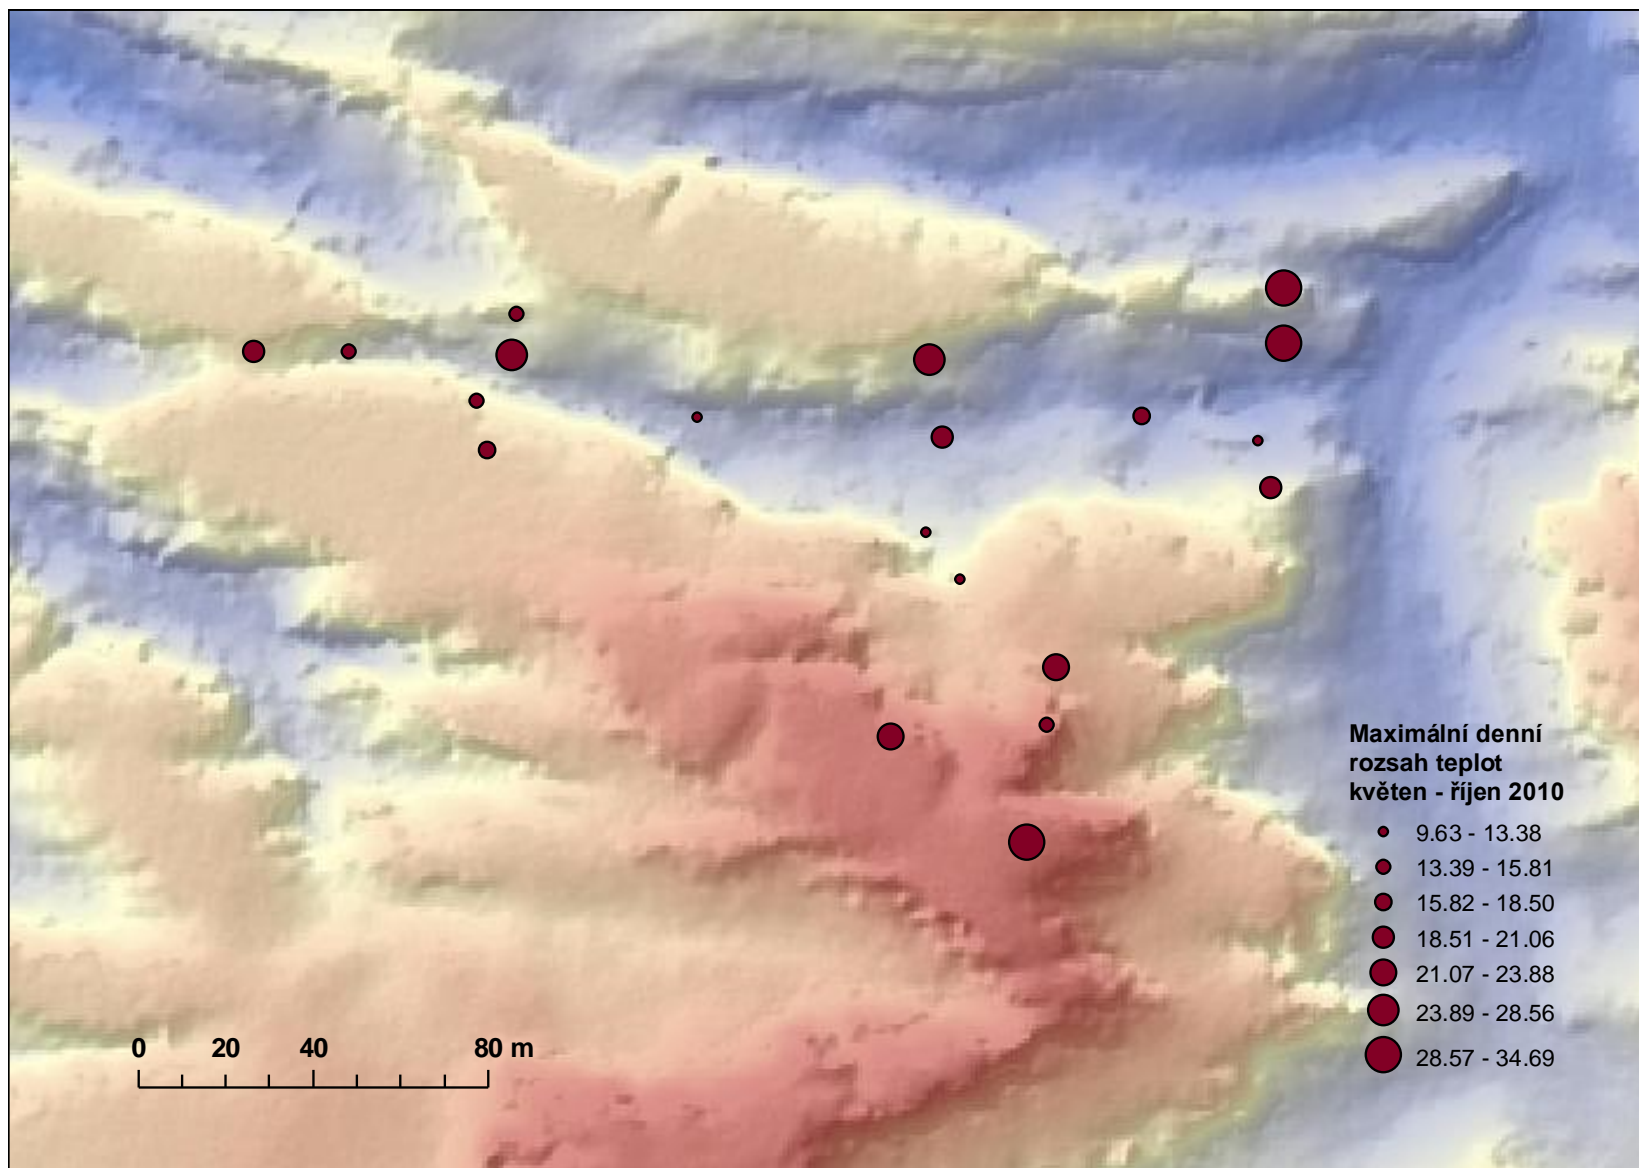 Maximální denní
rozsah teplot
květen - říjen 2010
9.63 - 13.38
13.39 - 15.81
15.82 - 18.50
18.51 - 21.06
21.07 - 23.88
23.89 - 28.56
28.57 - 34.69
0 20 40 80 m